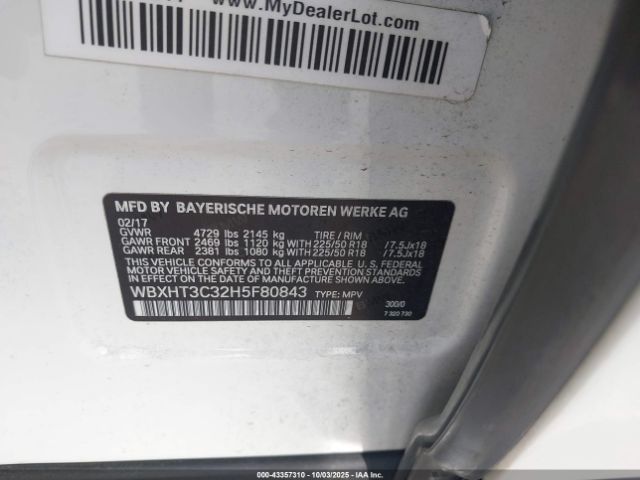 www.MyDealerLot.com
MFD BY BAYERISCHE MOTOREN WERKE AG
02/17
GVWR 4729 lbs 2145 kg TIRE / RIM
GAWR FRONT 2469 lbs 1120 kg WITH 225/50 R18 /7.5Jx18
GAWR REAR 2381 lbs 1080 kg WITH 225/50 R18 /7.5Jx18
THIS VEHICLE CONFORMS TO ALL APPLICABLE U.S. FEDERAL
MOTOR VEHICLE SAFETY, BUMPER, AND THEFT PREVENTION
STANDARDS IN EFFECT ON THE DATE OF MANUFACTURE SHOWN ABOVE.
WBXHT3C32H5F80843 TYPE: MPV
300/0
7 320 730
000-43357310 | 10/03/2025 | IAAI.com